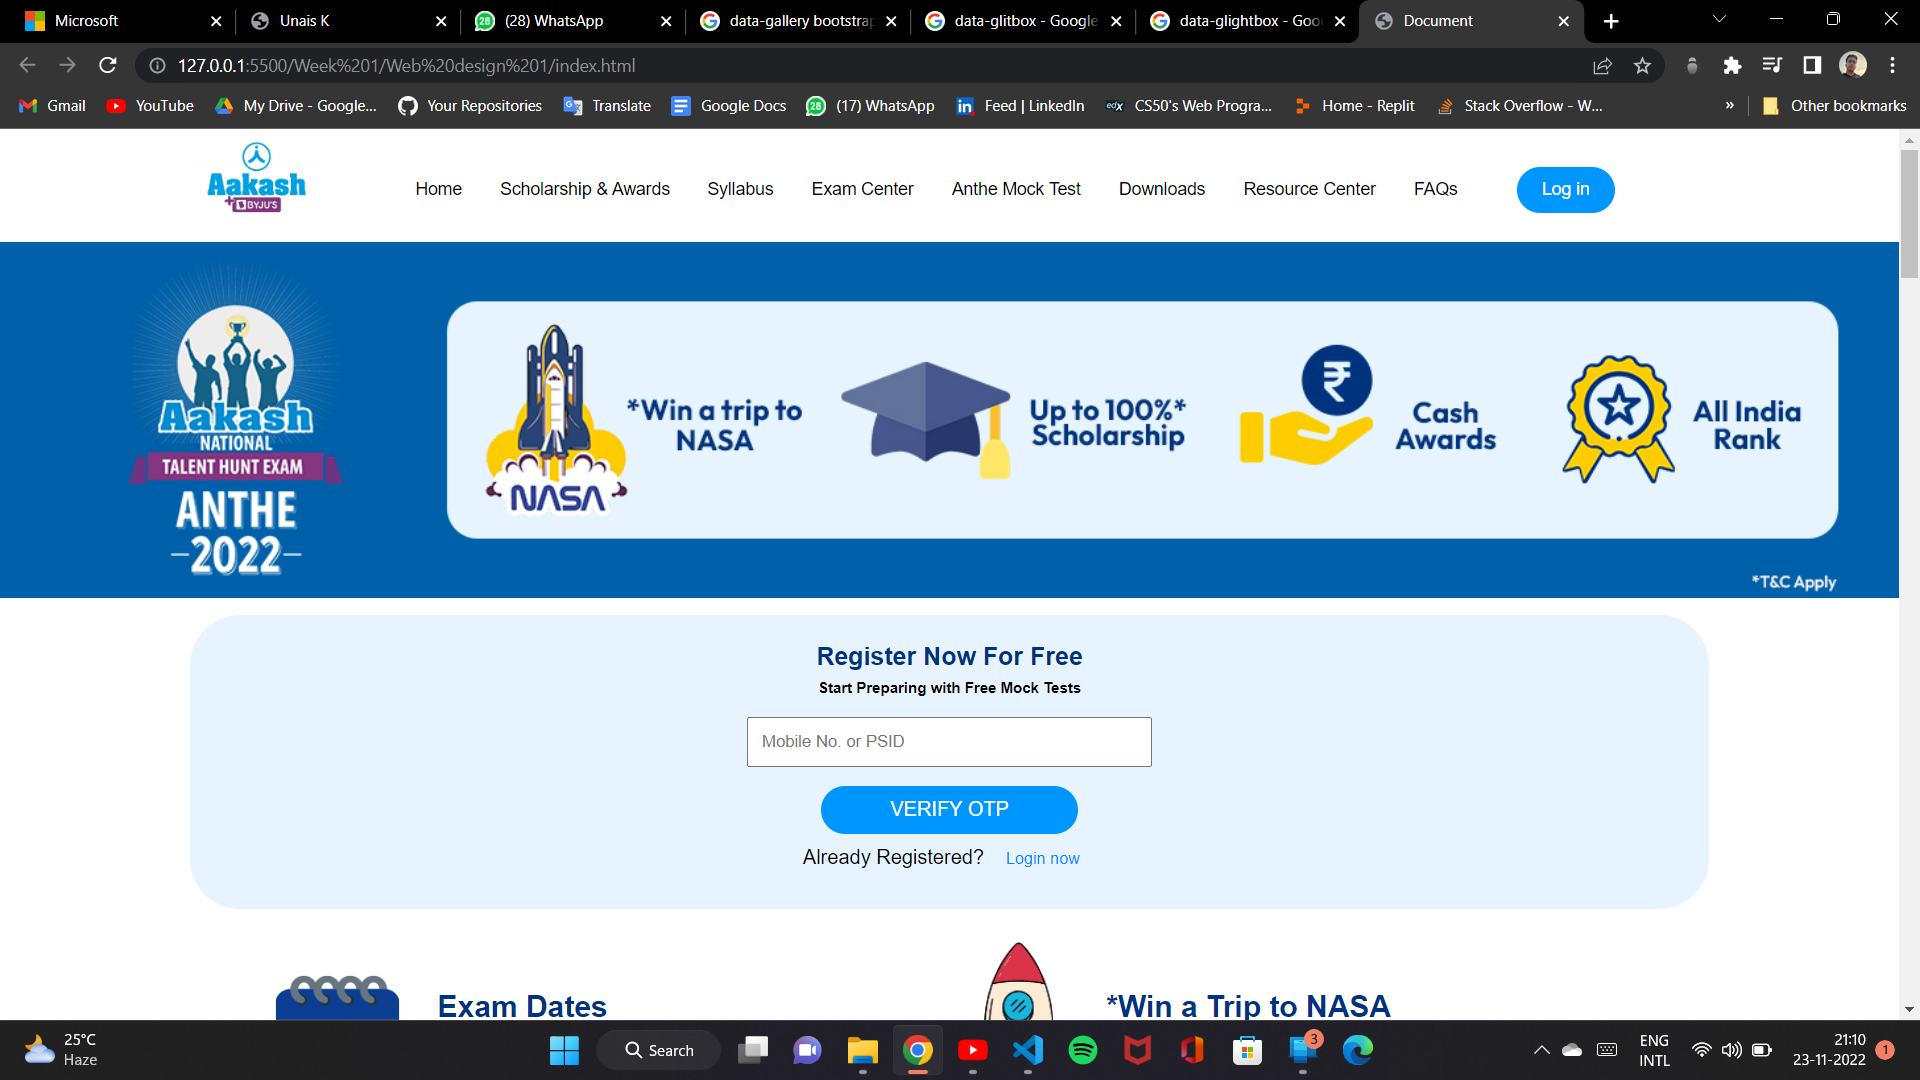 Microsoft
Unais K
(28) WhatsApp
data-gallery bootstrap
data-glitbox - Google
data-glightbox - Goo
Document
127.0.0.1:5500/Week%201/Web%20design%201/index.html
Gmail
YouTube
My Drive - Google...
Your Repositories
Translate
Google Docs
28
(17) WhatsApp
Feed | LinkedIn
edx
CS50's Web Progra...
Home - Replit
Stack Overflow - W...
»
Other bookmarks
Aakash
+BYJU'S
Home
Scholarship & Awards
Syllabus
Exam Center
Anthe Mock Test
Downloads
Resource Center
FAQs
Log in
Aakash
NATIONAL
TALENT HUNT EXAM
ANTHE
-2022-
NASA
*Win a trip to
NASA
Up to 100%*
Scholarship
₹
Cash
Awards
All India
Rank
*T&C Apply
Register Now For Free
Start Preparing with Free Mock Tests
Mobile No. or PSID
VERIFY OTP
Already Registered? Login now
Exam Dates
*Win a Trip to NASA
25°C
Haze
Search
3
ENG
INTL
21:10
23-11-2022
1